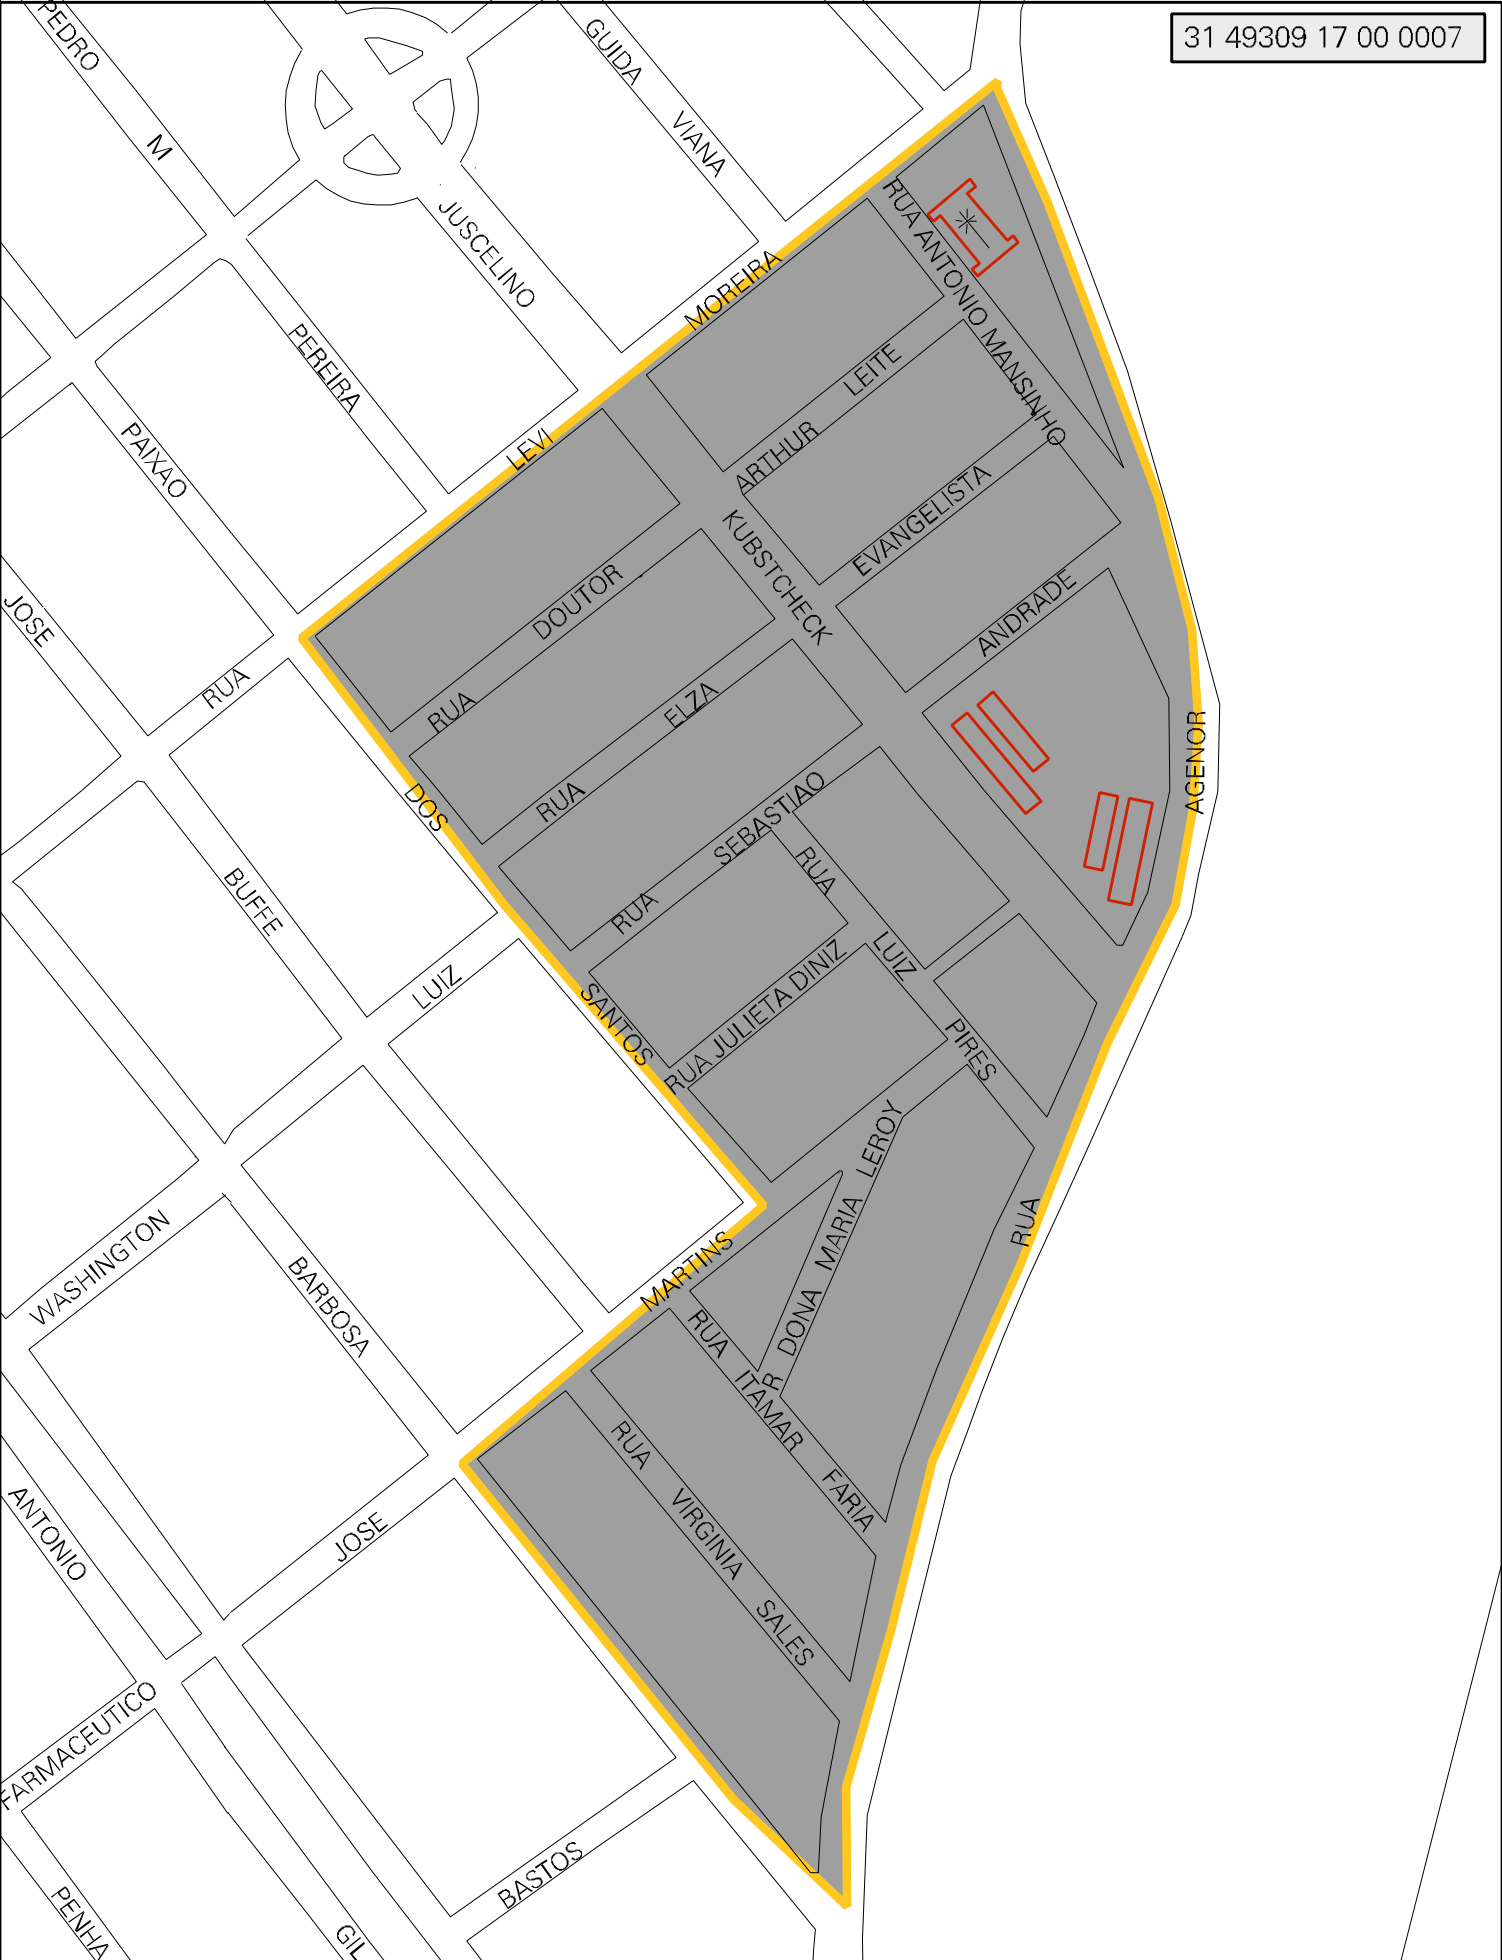 31 49309 17 00 0007
PEDRO
M
GUIDA
VIANA
JUSCELINO
PEREIRA
PAIXAO
MOREIRA
LEVI
RUA ANTONIO MANSINHO
LEITE
ARTHUR
EVANGELISTA
KUBSTCHECK
ANDRADE
DOUTOR
RUA
JOSE
RUA
ELZA
RUA
AGENOR
DOS
SEBASTIAO
RUA
RUA
BUFFE
LUIZ
LUIZ
SANTOS
RUA JULIETA DINIZ
PIRES
R DONA MARIA LEROY
RUA
WASHINGTON
BARBOSA
MARTINS
RUA ITAMAR FARIA
RUA VIRGINIA SALES
ANTONIO
JOSE
FARMACEUTICO
BASTOS
PENHA
GIL